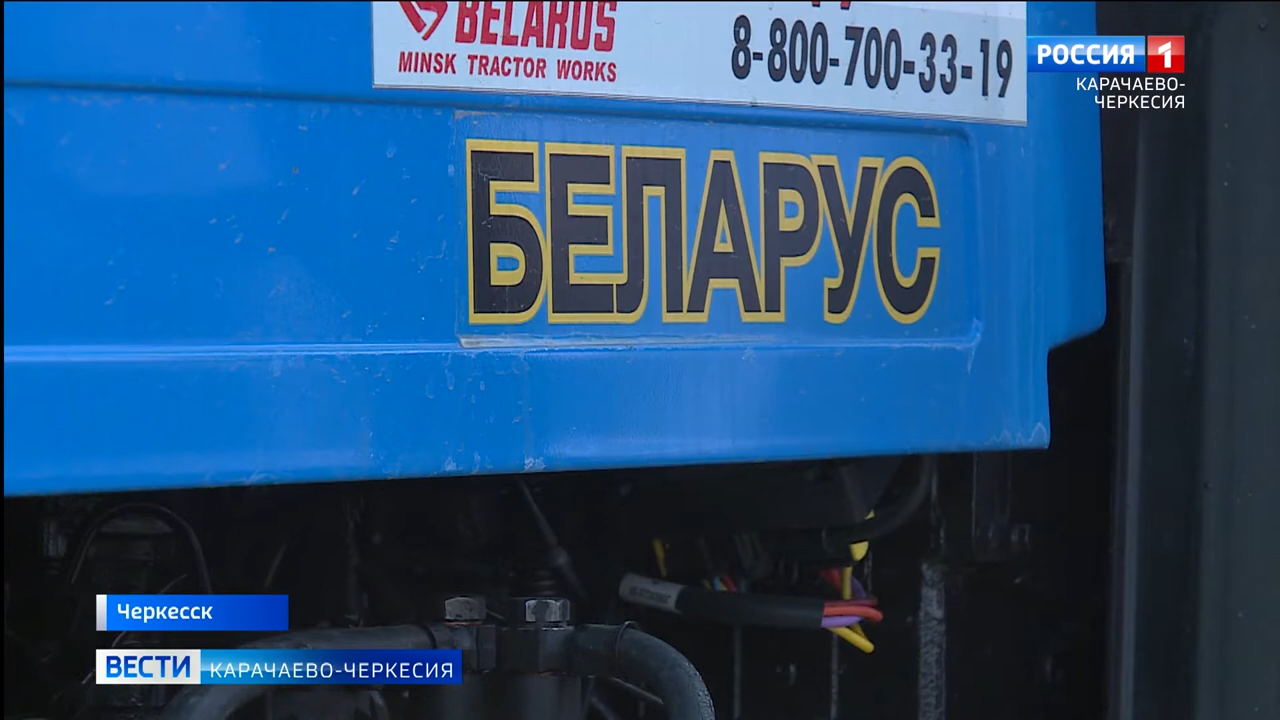 BELARUS
MINSK TRACTOR WORKS
8-800-700-33-19
РОССИЯ 1
КАРАЧАЕВО-
ЧЕРКЕСИЯ
БЕЛАРУС
Черкесск
ВЕСТИ КАРАЧАЕВО-ЧЕРКЕСИЯ